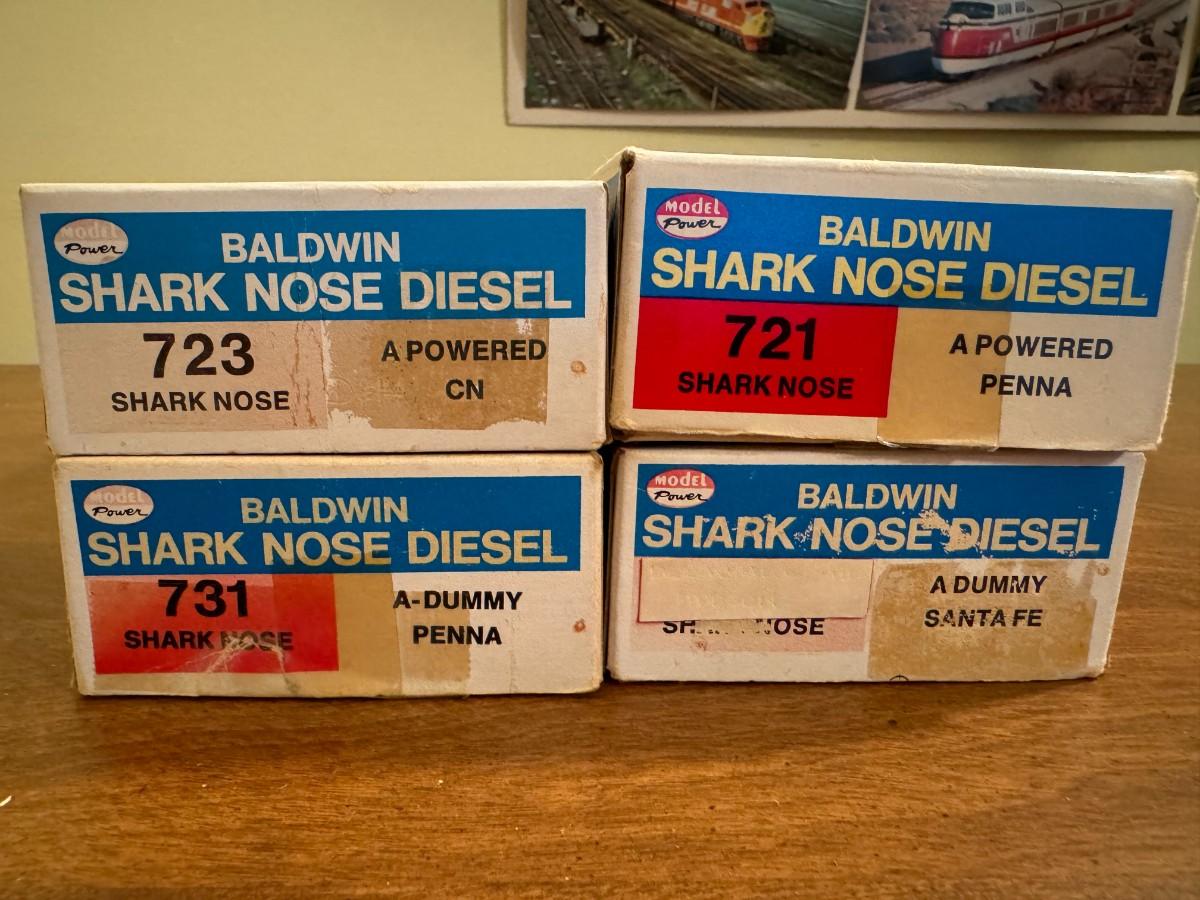 MODEL
Power
BALDWIN
SHARK NOSE DIESEL
723
SHARK NOSE
A POWERED
CN
MODEL
Power
BALDWIN
SHARK NOSE DIESEL
721
SHARK NOSE
A POWERED
PENNA
MODEL
Power
BALDWIN
SHARK NOSE DIESEL
731
SHARK NOSE
A-DUMMY
PENNA
MODEL
Power
BALDWIN
SHARK NOSE DIESEL
A DUMMY
SANTA FE